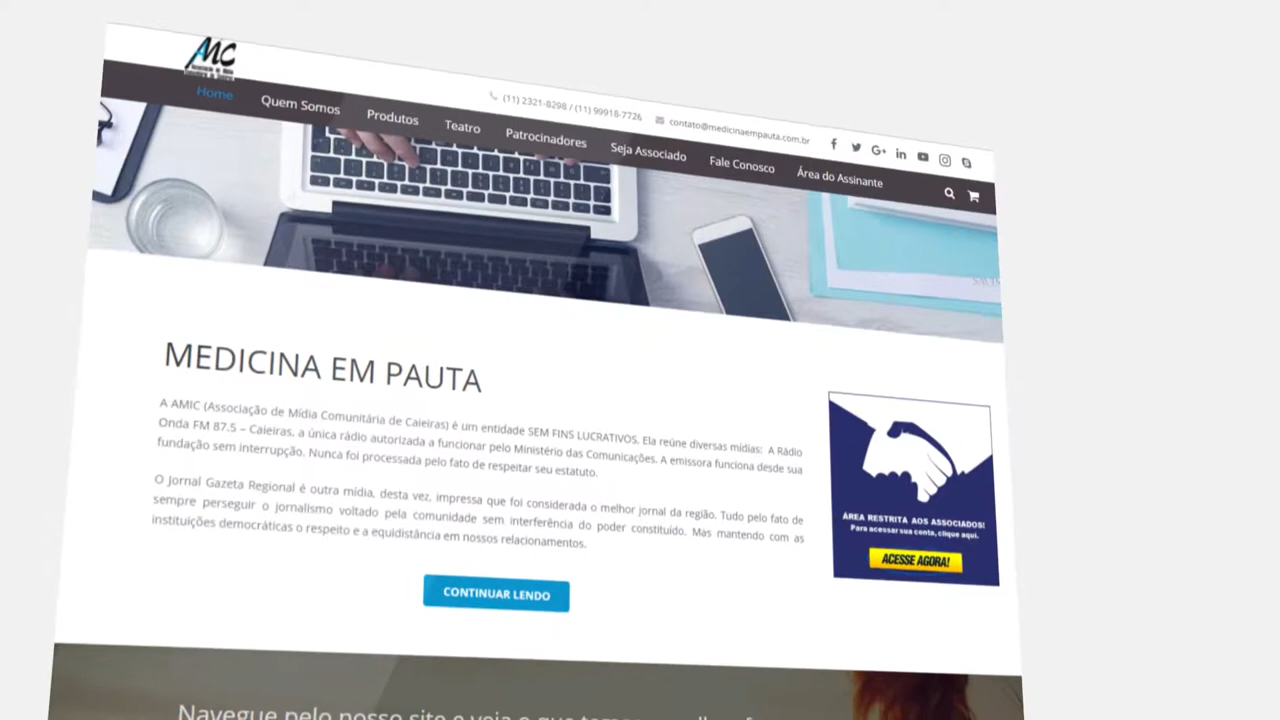 AMC
(11) 2321-8298 / (11) 99918-7726
contato@medicinaempauta.com.br
Home Quem Somos Produtos Teatro Patrocinadores Seja Associado Fale Conosco Área do Assinante
MEDICINA EM PAUTA
A AMIC (Associação de Mídia Comunitária de Caieiras) é um entidade SEM FINS LUCRATIVOS. Ela reúne diversas mídias: A Rádio
Onda FM 87.5 – Caieiras, a única rádio autorizada a funcionar pelo Ministério das Comunicações. A emissora funciona desde sua
fundação sem interrupção. Nunca foi processada pelo fato de respeitar seu estatuto.
O Jornal Gazeta Regional é outra mídia, desta vez, impressa que foi considerada o melhor jornal da região. Tudo pelo fato de
sempre perseguir o jornalismo voltado pela comunidade sem interferência do poder constituído. Mas mantendo com as
instituições democráticas o respeito e a equidistância em nossos relacionamentos.
CONTINUAR LENDO
ÁREA RESTRITA AOS ASSOCIADOS!
Para acessar sua conta, clique aqui.
ACESSE AGORA!
Navegue pelo nosso site e veja o que temos